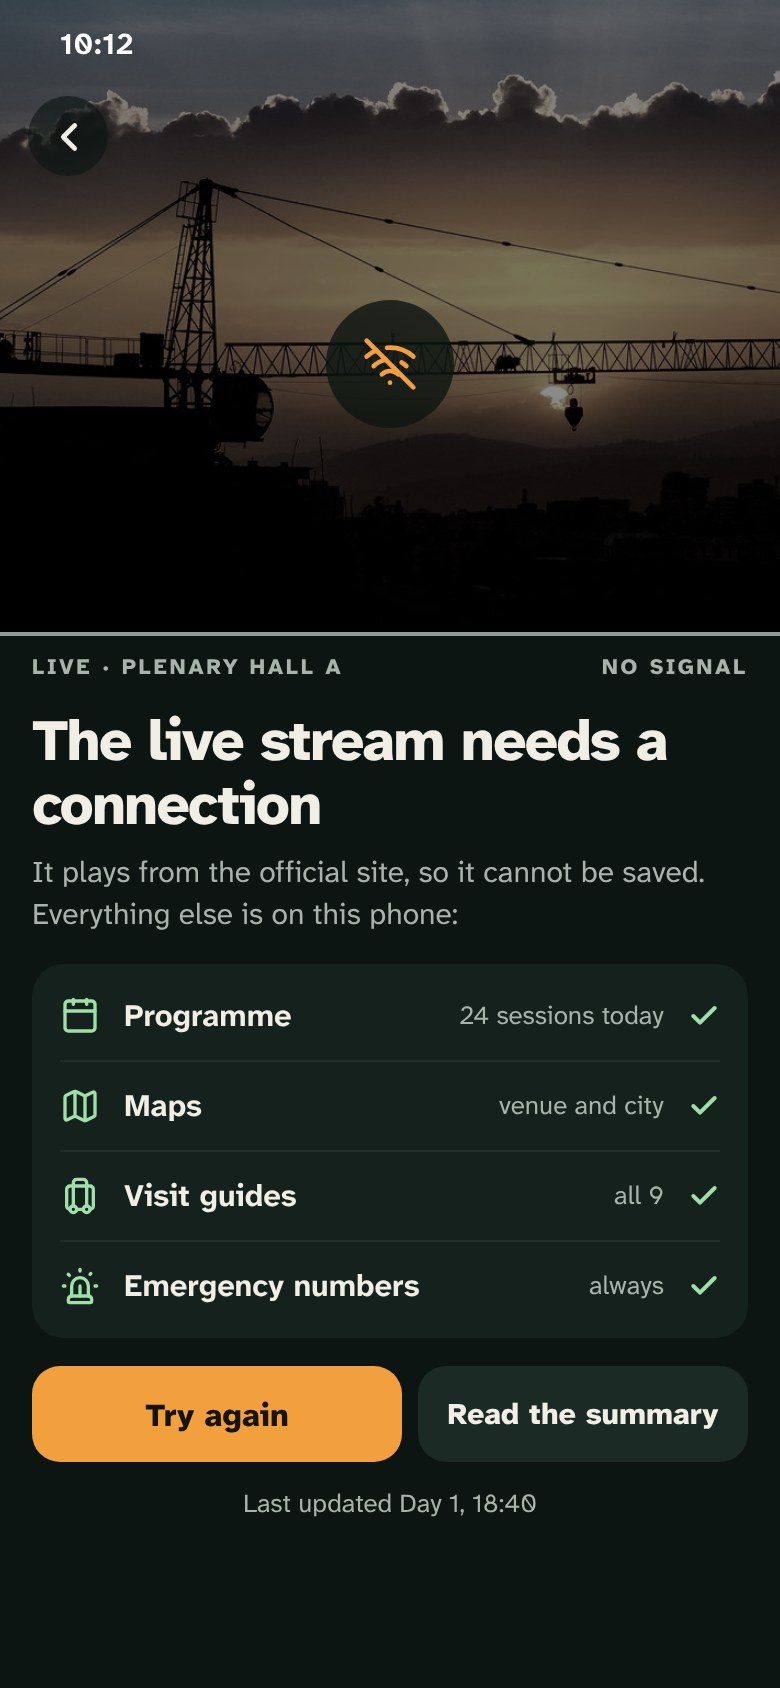 10:12
LIVE · PLENARY HALL A
NO SIGNAL
The live stream needs a
connection
It plays from the official site, so it cannot be saved.
Everything else is on this phone:
Programme 24 sessions today
Maps venue and city
Visit guides all 9
Emergency numbers always
Try again
Read the summary
Last updated Day 1, 18:40